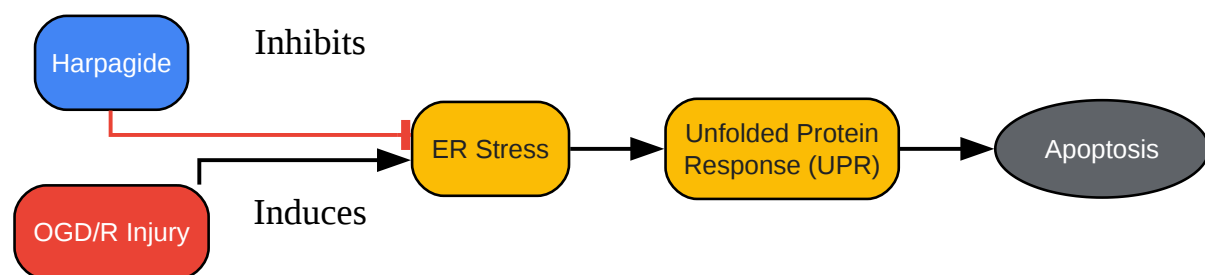 Harpagide
Inhibits
ER Stress
Unfolded Protein
Response (UPR)
Apoptosis
OGD/R Injury
Induces